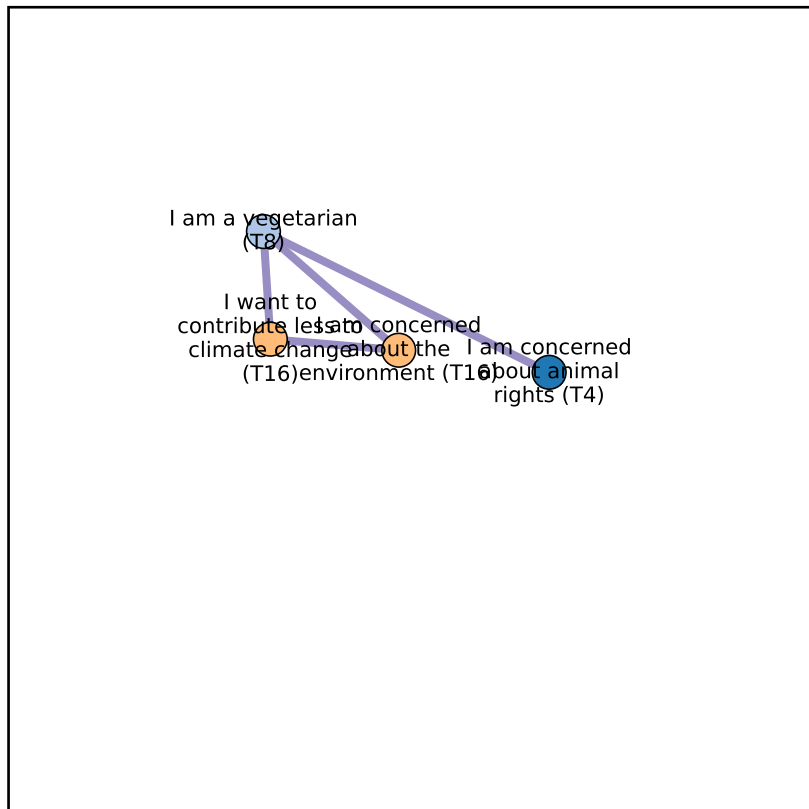 I am a vegetarian
(T8)
I want to
contribute less to
climate change
(T16)
I am concerned
about the
environment (T16)
I am concerned
about animal
rights (T4)